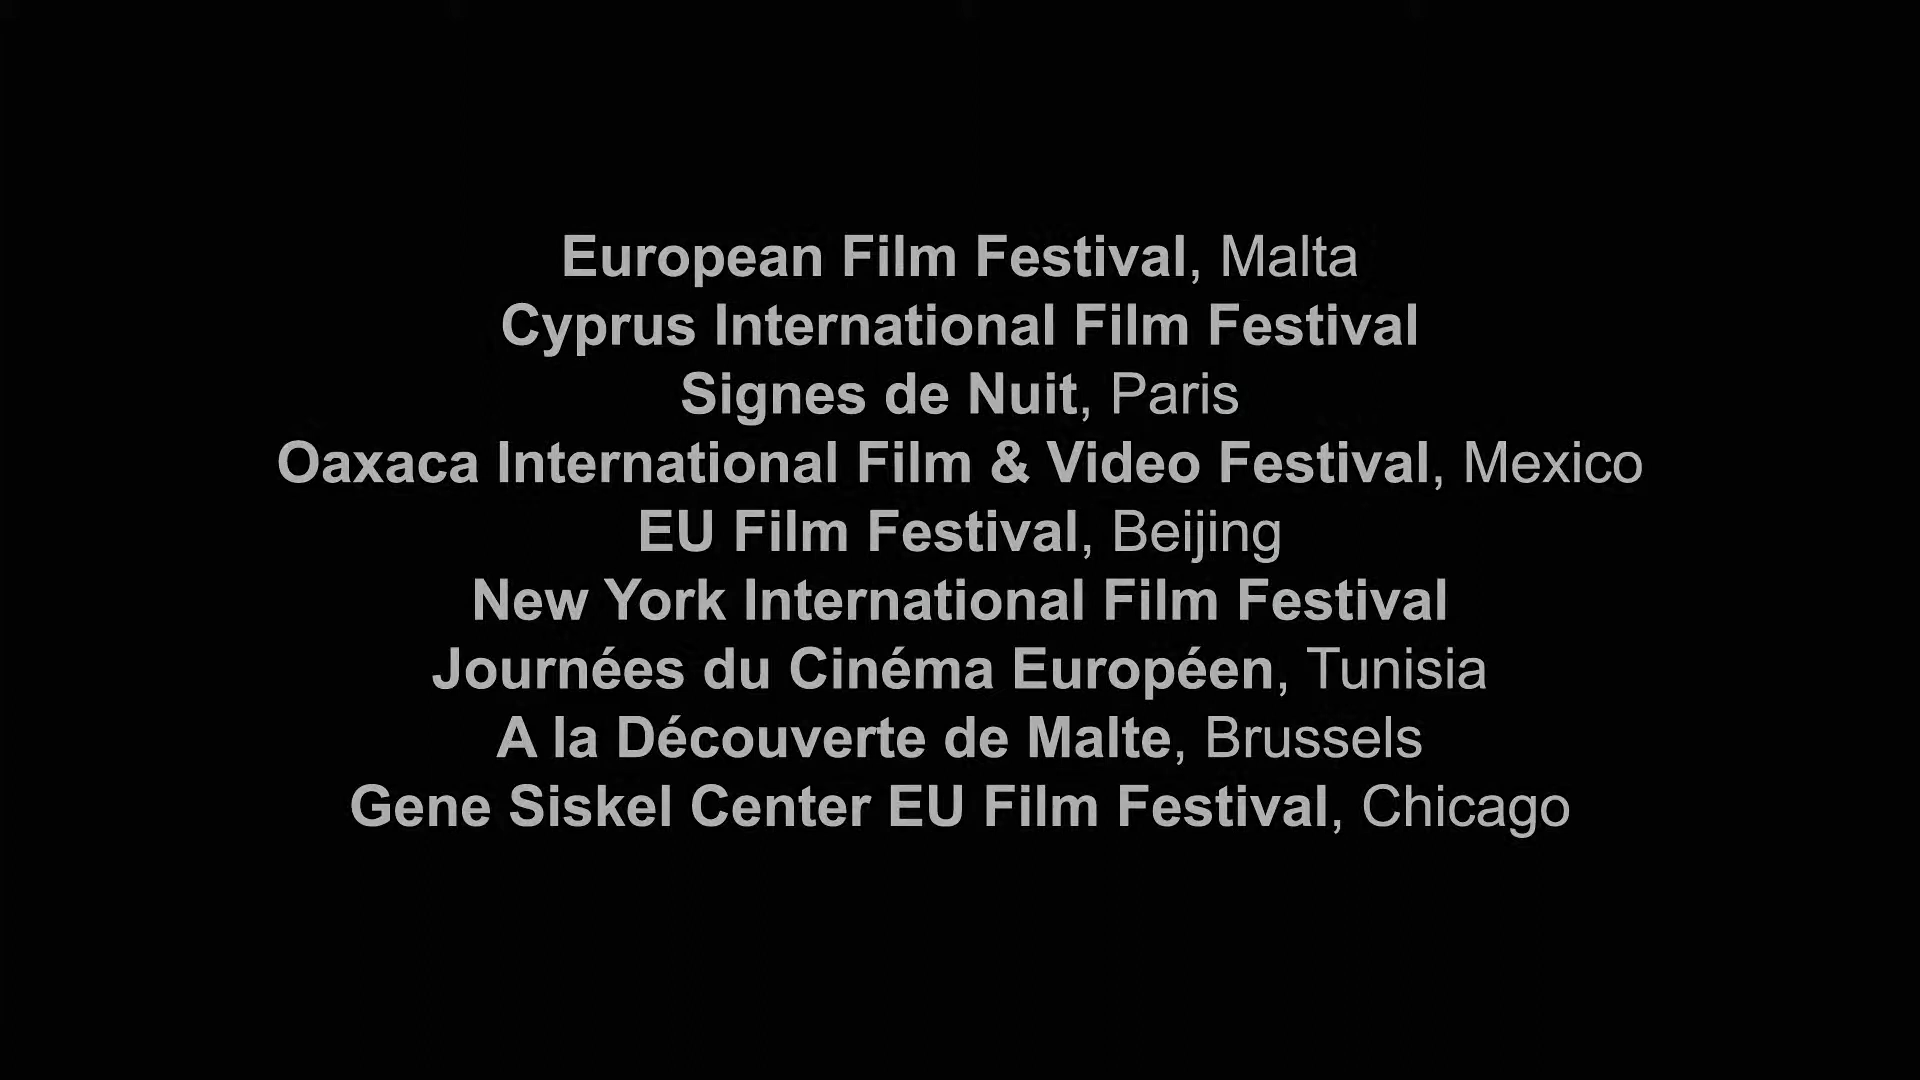 European Film Festival, Malta
Cyprus International Film Festival
Signes de Nuit, Paris
Oaxaca International Film & Video Festival, Mexico
EU Film Festival, Beijing
New York International Film Festival
Journées du Cinéma Européen, Tunisia
A la Découverte de Malte, Brussels
Gene Siskel Center EU Film Festival, Chicago